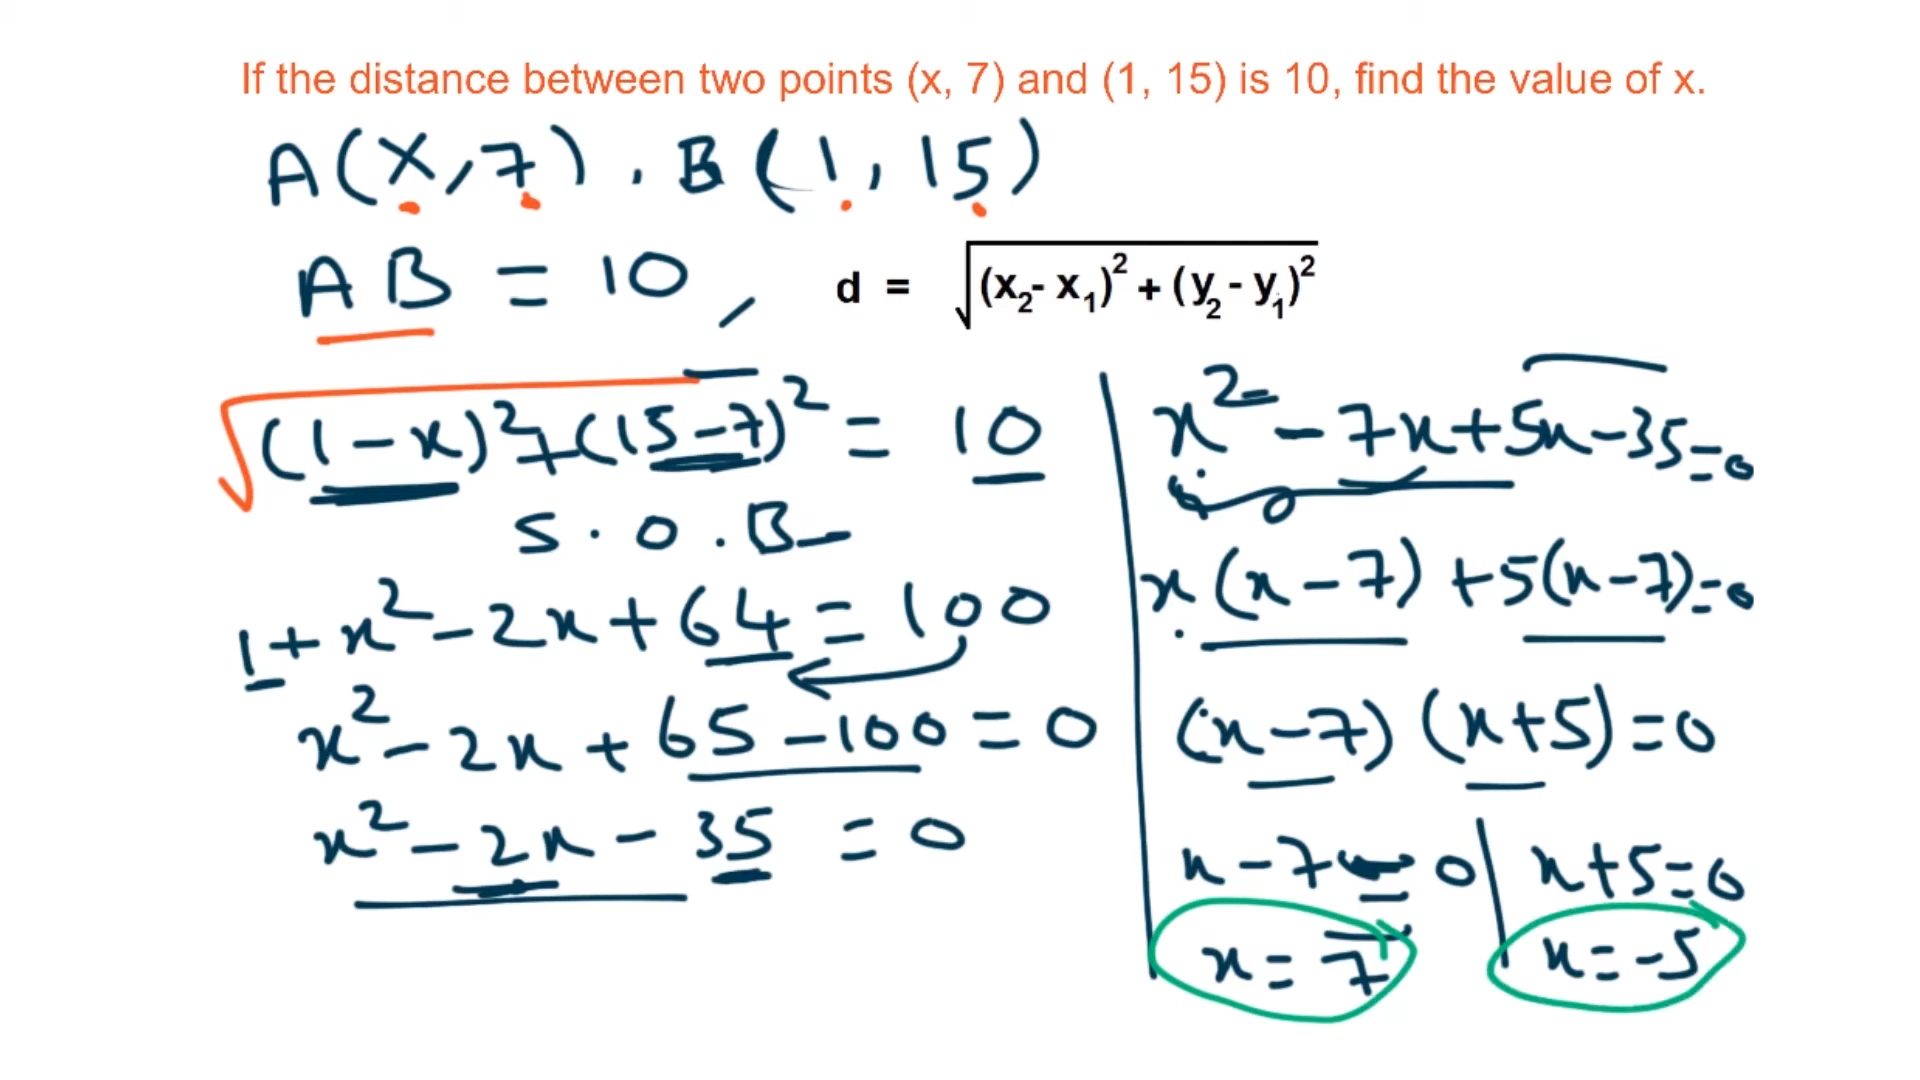 If the distance between two points (x, 7) and (1, 15) is 10, find the value of x.
A(x,7), B(1,15)
AB = 10,
d = √(x₂- x₁)² + (y₂- y₁)²
√(1-x)²+(15-7)² = 10
S.O.B
1+x²-2x+64=100
x²-2x+65-100=0
x²-2x-35=0
x²-7x+5x-35=0
x(x-7)+5(x-7)=0
(x-7)(x+5)=0
x-7=0 x+5=0
x=7 x=-5